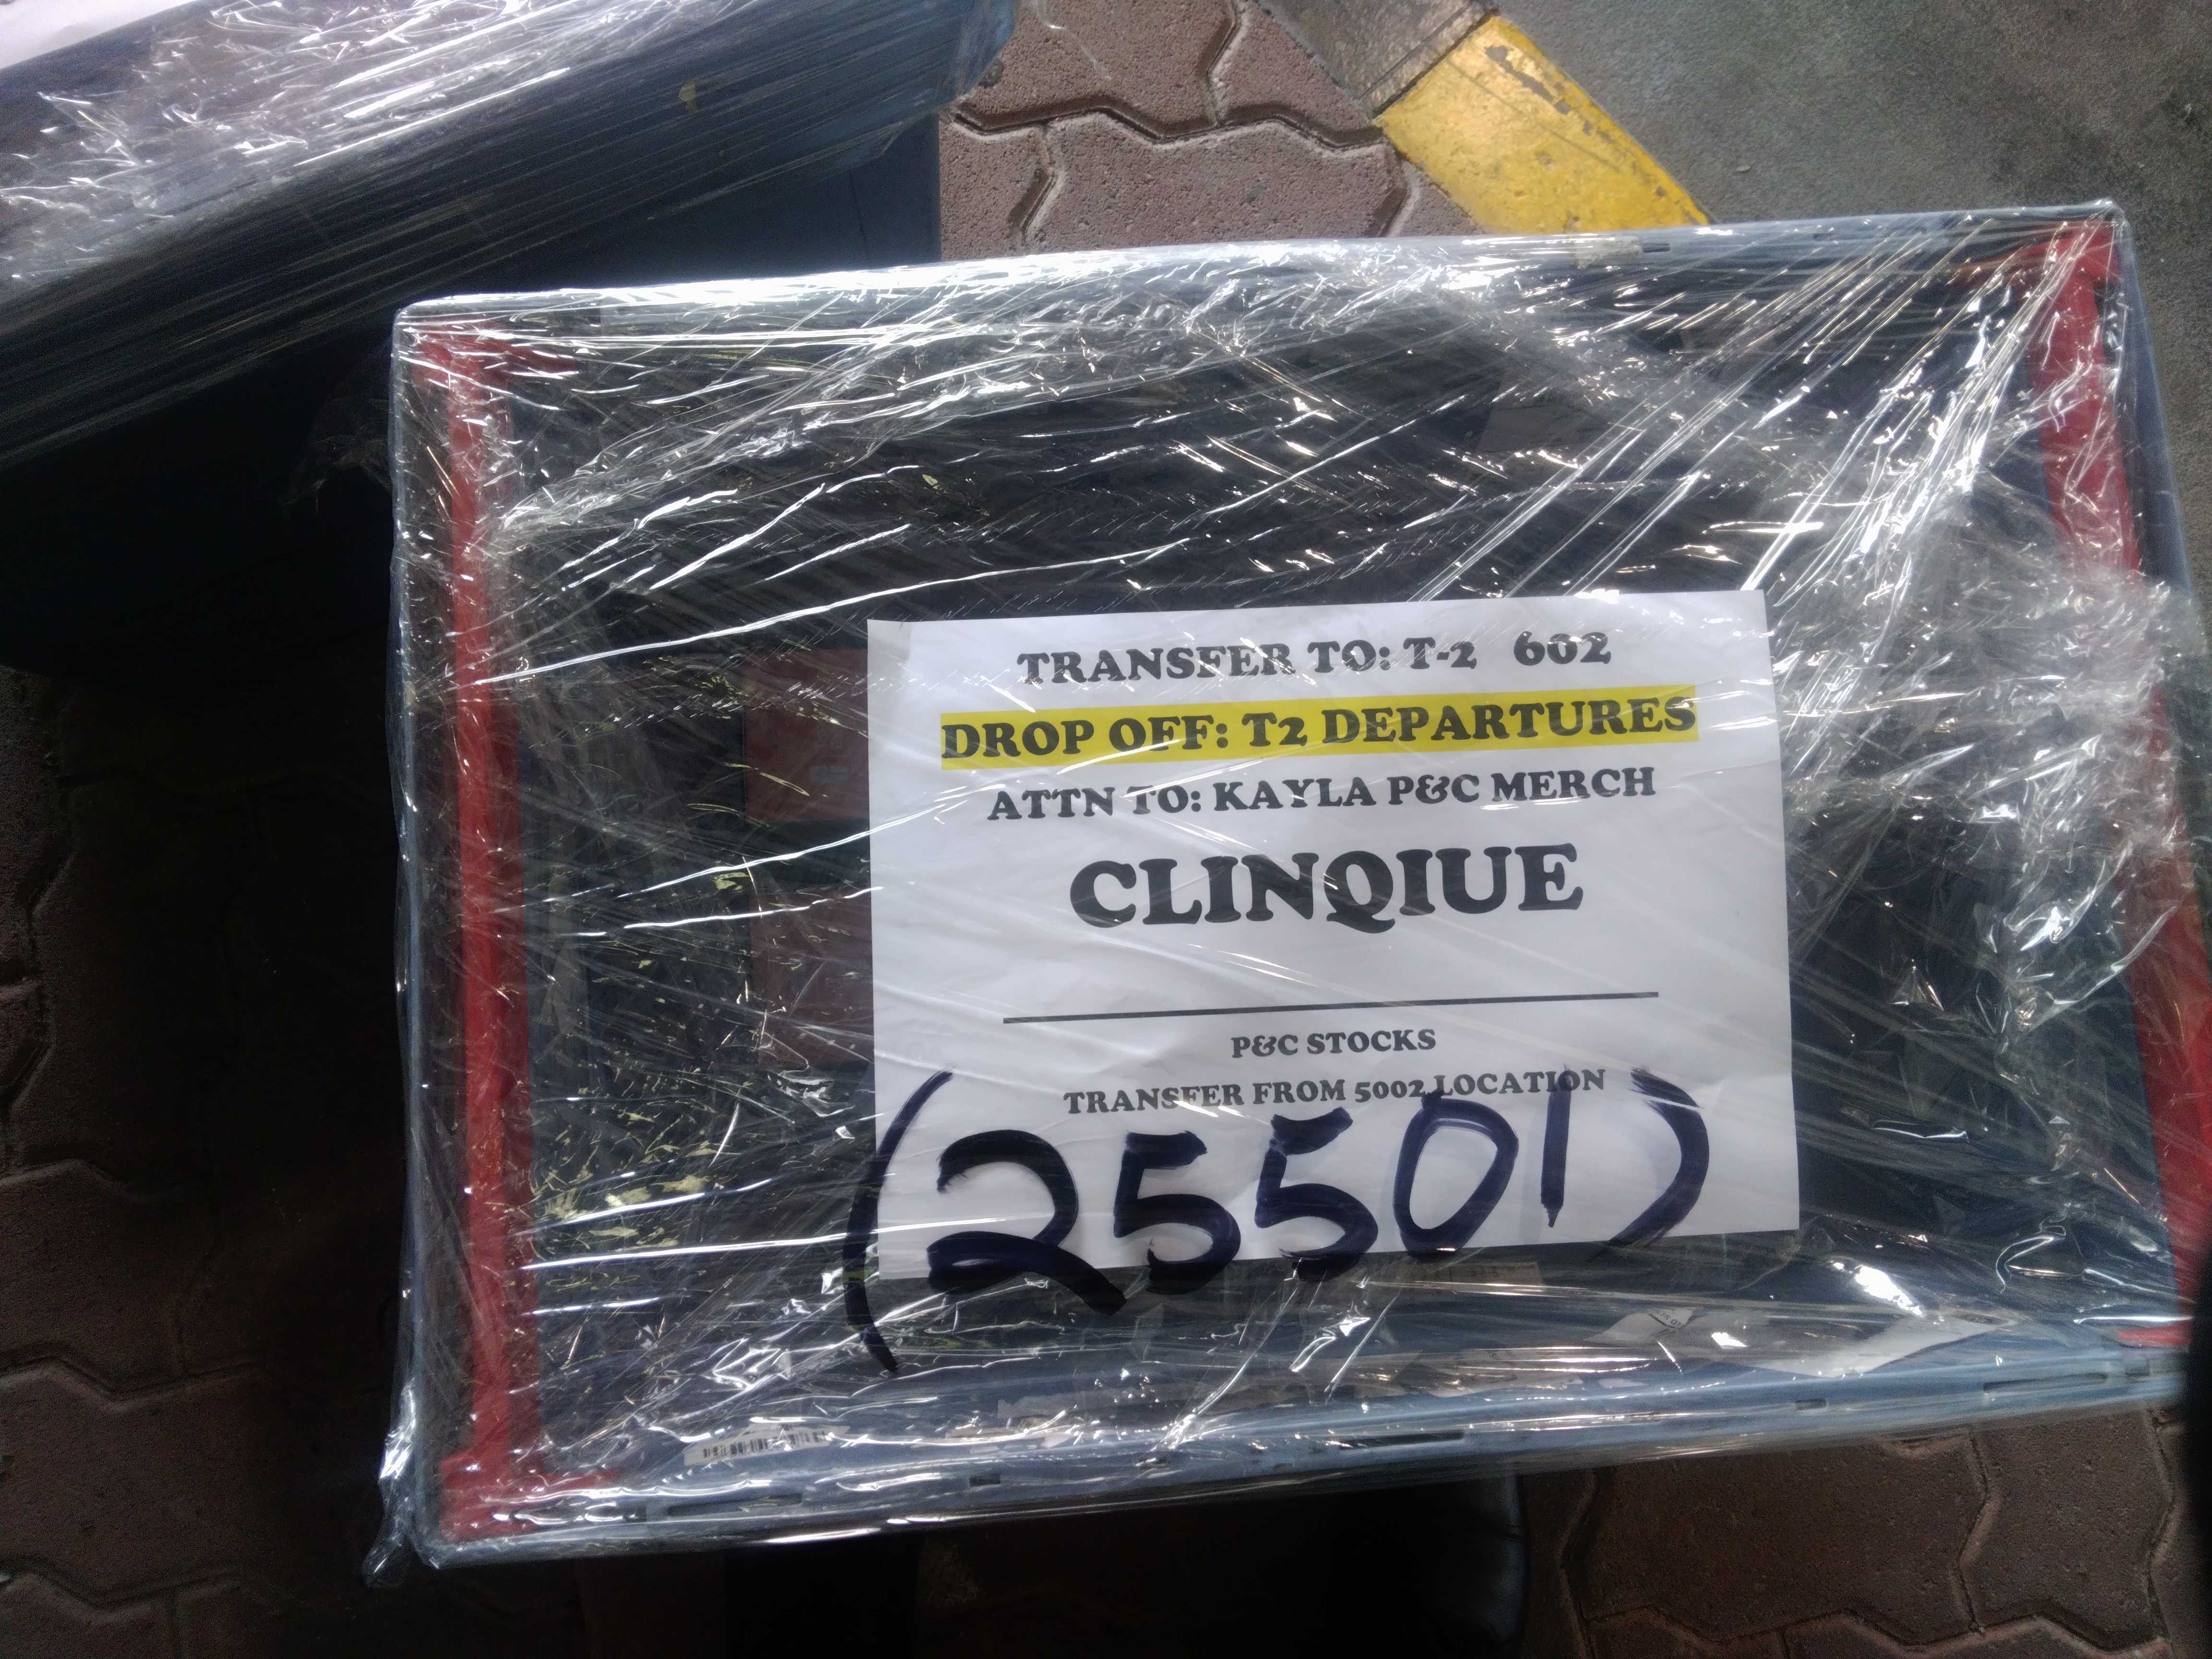 TRANSFER TO: T-2 602
DROP OFF: T2 DEPARTURES
ATTN TO: KAYLA P&C MERCH
CLINQIUE
P&C STOCKS
TRANSFER FROM 5002 LOCATION
(25501)